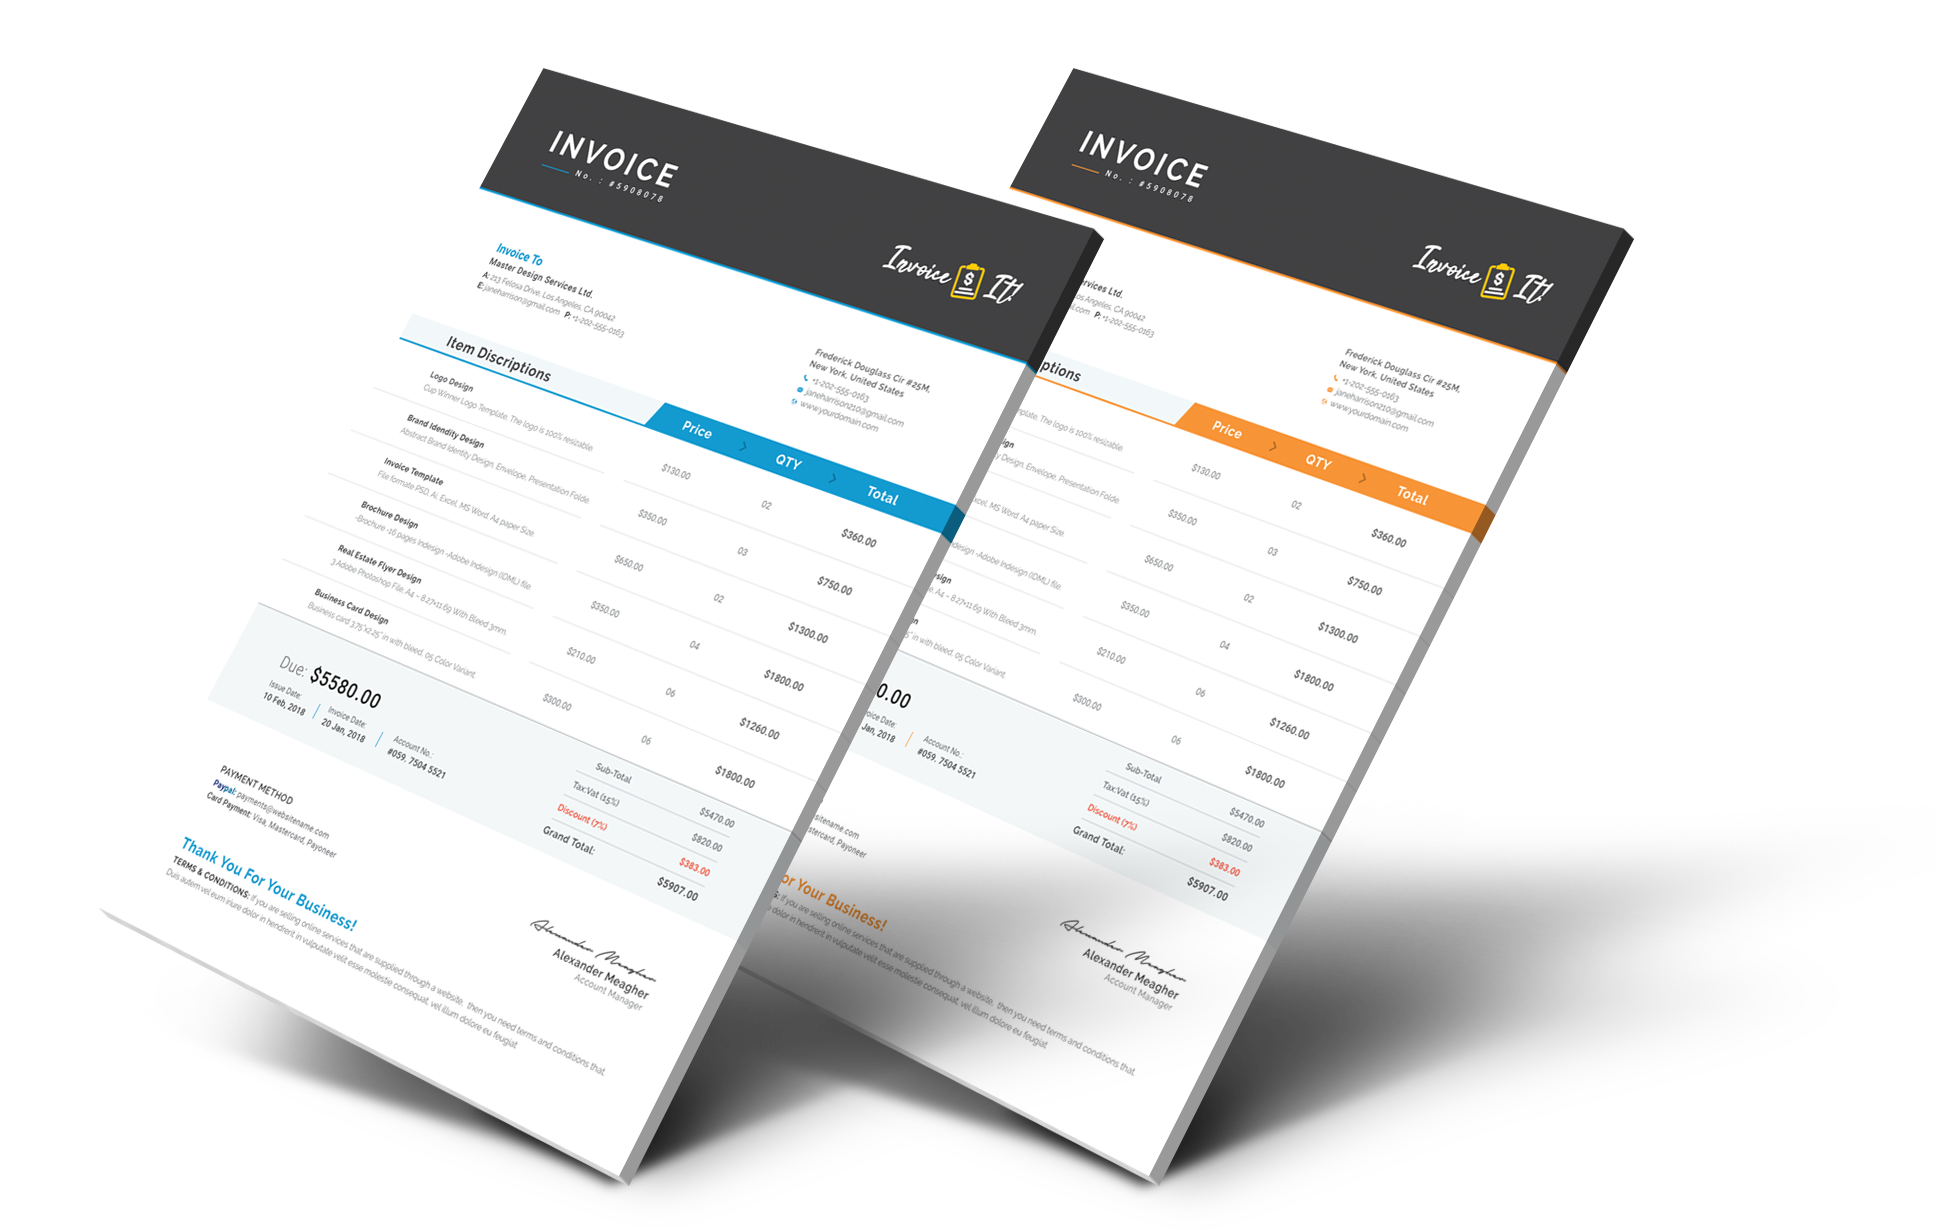 INVOICE
No. : #5908078
Invoice $ It!
Invoice To
Master Design Services Ltd.
A: 213 Felosa Drive, Los Angeles, CA 90042
E: janeharrison@gmail.com P: +1-202-555-0163
Frederick Douglass Cir #25M,
New York, United States
+1-202-555-0163
janeharrison210@gmail.com
www.yourdomain.com
Item Discriptions
Price > QTY > Total
Logo Design
Cup Winner Logo Template, The logo is 100% resizable.
$130.00 02 $360.00
Brand Idendity Design
Abstract Brand Identity Design, Envelope, Presentation Folde
$350.00 03 $750.00
Invoice Template
File formate PSD, Ai, Excel, MS Word. A4 paper Size.
$650.00 02 $1300.00
Brochure Design
-Brochure -16 pages Indesign -Adobe Indesign (IDML) file.
$350.00 04 $1800.00
Real Estate Flyer Design
3 Adobe Photoshop File, A4 – 8.27×11.69 With Bleed 3mm.
$210.00 06 $1260.00
Business Card Design
Business card 3.75"x2.25" in with bleed. 05 Color Variant.
$300.00 06 $1800.00
Due: $5580.00
Issue Date:
10 Feb, 2018
Invoice Date:
20 Jan, 2018
Account No.:
#059. 7504 5521
Sub-Total $5470.00
Tax:Vat (15%) $820.00
Discount (7%) $383.00
Grand Total: $5907.00
PAYMENT METHOD
Paypal: payments@websitename.com
Card Payment: Visa, Mastercard, Payoneer
Thank You For Your Business!
TERMS & CONDITIONS: If you are selling online services that are supplied through a website, then you need terms and conditions that
Duis autem vel eum iriure dolor in hendrerit in vulputate velit esse molestie consequat, vel illum dolore eu feugiat
Alexander Meagher
Alexander Meagher
Account Manager
INVOICE
No. : #5908078
Invoice $ It!
rvices Ltd.
os Angeles, CA 90042
l.com P: +1-202-555-0163
Frederick Douglass Cir #25M,
New York, United States
+1-202-555-0163
janeharrison210@gmail.com
www.yourdomain.com
ptions
Price > QTY > Total
mplate, The logo is 100% resizable.
$130.00 02 $360.00
ign
y Design, Envelope, Presentation Folde
$350.00 03 $750.00
xcel, MS Word. A4 paper Size.
$650.00 02 $1300.00
design -Adobe Indesign (IDML) file.
$350.00 04 $1800.00
esign
e, A4 – 8.27×11.69 With Bleed 3mm.
$210.00 06 $1260.00
gn
5" in with bleed. 05 Color Variant.
$300.00 06 $1800.00
0.00
oice Date:
Jan, 2018
Account No.:
#059. 7504 5521
Sub-Total $5470.00
Tax:Vat (15%) $820.00
Discount (7%) $383.00
Grand Total: $5907.00
sitename.com
stercard, Payoneer
or Your Business!
S: If you are selling online services that are supplied through a website, then you need terms and conditions that
dolor in hendrerit in vulputate velit esse molestie consequat, vel illum dolore eu feugiat
Alexander Meagher
Alexander Meagher
Account Manager